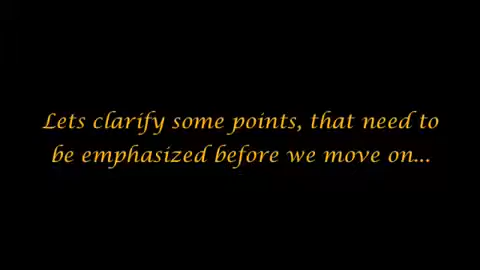 Lets clarify some points, that need to
be emphasized before we move on...